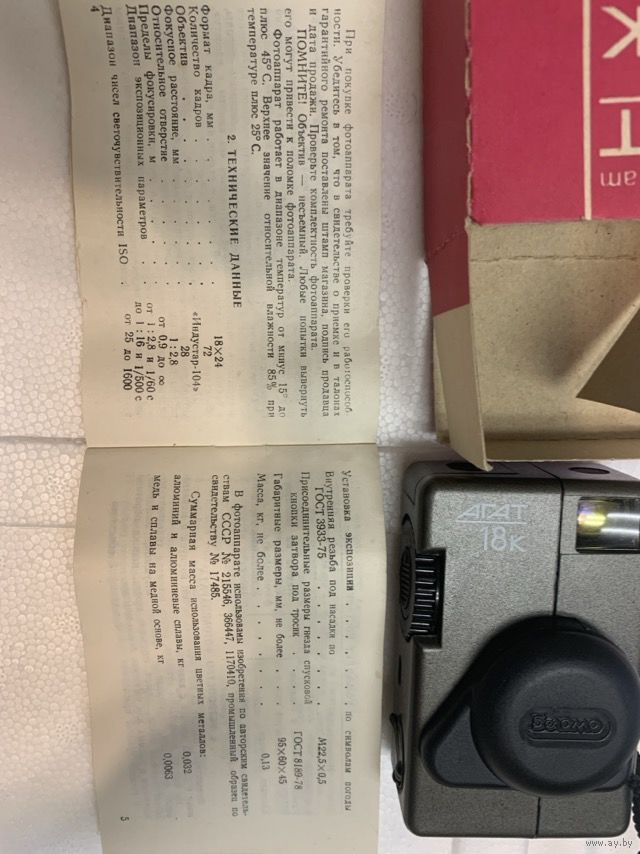 При покупке фотоаппарата требуйте проверки его работоспособ-
ности. Убедитесь в том, что в свидетельстве о приемке и в талонах
гарантийного ремонта поставлены штамп магазина, подпись продавца
и дата продажи. Проверьте комплектность фотоаппарата.
ПОМНИТЕ! Объектив — несъемный. Любые попытки вывернуть
его могут привести к поломке фотоаппарата.
Фотоаппарат работает в диапазоне температур от минус 15° до
плюс 45°С. Верхнее значение относительной влажности 85% при
температуре плюс 25°С.
2. ТЕХНИЧЕСКИЕ ДАННЫЕ
Формат кадра, мм . . . . . . . 18×24
Количество кадров . . . . . . . 72
Объектив . . . . . . . «Индустар-104»
Фокусное расстояние, мм . . . . . . 28
Относительное отверстие . . . . . . 1:2,8
Пределы фокусировки, м . . . . . . от 0,9 до ∞
Диапазон экспозиционных параметров . . . от 1:2,8 и 1/60 с
до 1:16 и 1/500 с
Диапазон чисел светочувствительности ISO . от 25 до 1600
4
Установка экспозиции . . . . . . по символам погоды
Внутренняя резьба под насадки по
ГОСТ 3933-75 . . . . . . М22,5×0,5
Присоединительные размеры гнезда спусковой
кнопки затвора под тросик . . . . ГОСТ 8189-78
Габаритные размеры, мм, не более . . . 95×60×45
Масса, кг, не более . . . . . . 0,13
В фотоаппарате использованы изобретения по авторским свидетель-
ствам СССР № 215546, 366447, 1170410, промышленный образец по
свидетельству № 17485.
Суммарная масса использования цветных металлов:
алюминий и алюминиевые сплавы, кг 0,032
медь и сплавы на медной основе, кг 0,0063
5
АГАТ
18К
БелОМО
www.ay.by